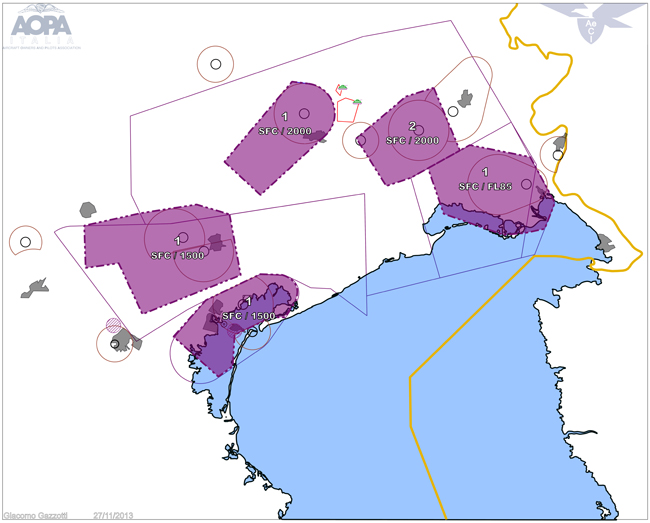 AOPA
ITALIA
AIRCRAFT OWNERS AND PILOTS ASSOCIATION
Ae
C
I
1
SFC / 2000
2
SFC / 2000
1
SFC / FL85
1
SFC / 1500
1
SFC / 1500
Giacomo Gazzotti 27/11/2013